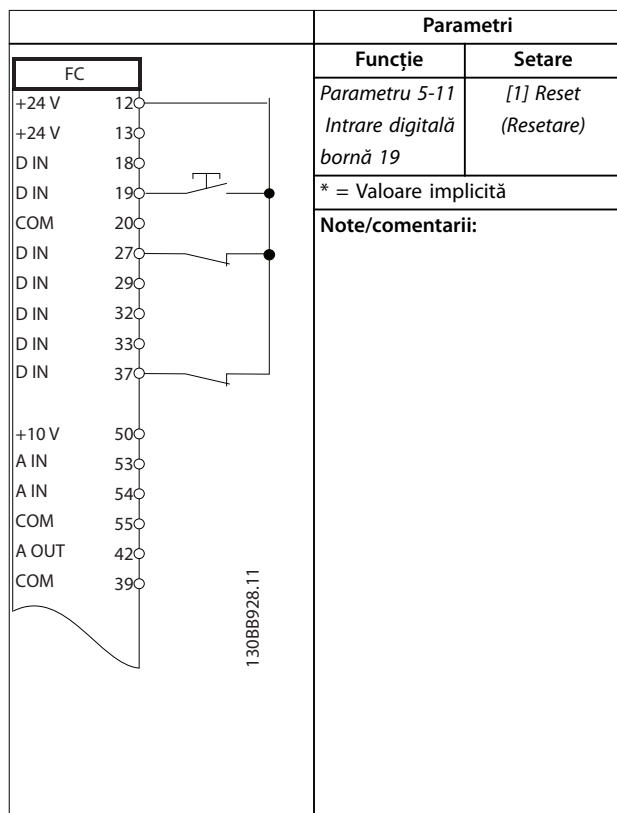 Parametri
Funcție Setare
Parametru 5-11 [1] Reset
Intrare digitală (Resetare)
bornă 19
* = Valoare implicită
Note/comentarii:
FC
+24 V 12
+24 V 13
D IN 18
D IN 19
COM 20
D IN 27
D IN 29
D IN 32
D IN 33
D IN 37
+10 V 50
A IN 53
A IN 54
COM 55
A OUT 42
COM 39
130BB928.11